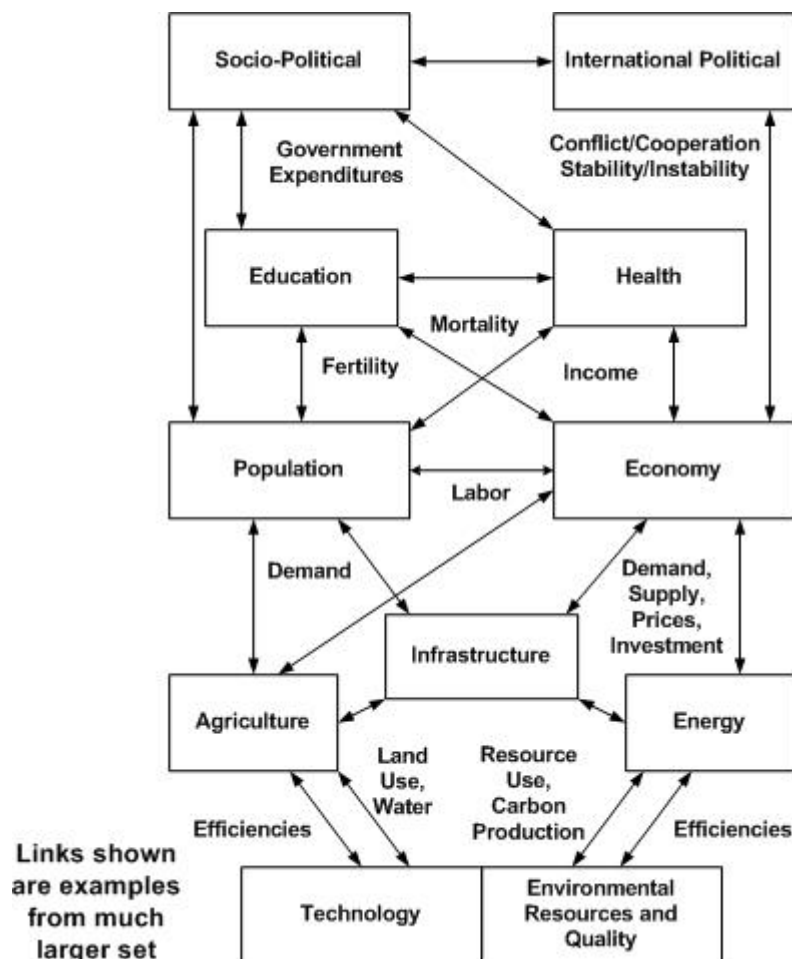 Socio-Political
International Political
Government
Expenditures
Conflict/Cooperation
Stability/Instability
Education
Health
Mortality
Fertility
Income
Population
Economy
Labor
Demand
Demand,
Supply,
Prices,
Investment
Infrastructure
Agriculture
Energy
Land
Use,
Water
Resource
Use,
Carbon
Production
Efficiencies
Efficiencies
Links shown
are examples
from much
larger set
Technology
Environmental
Resources and
Quality